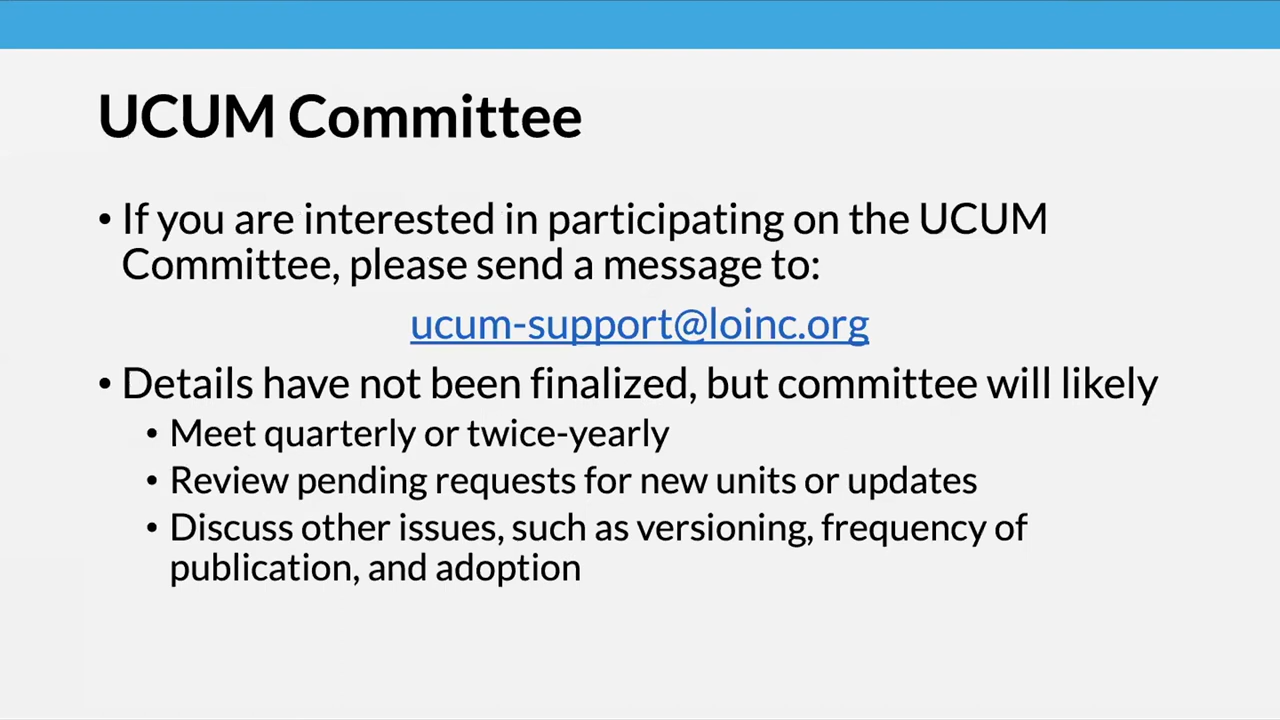 UCUM Committee
• If you are interested in participating on the UCUM
Committee, please send a message to:
ucum-support@loinc.org
• Details have not been finalized, but committee will likely
• Meet quarterly or twice-yearly
• Review pending requests for new units or updates
• Discuss other issues, such as versioning, frequency of
publication, and adoption